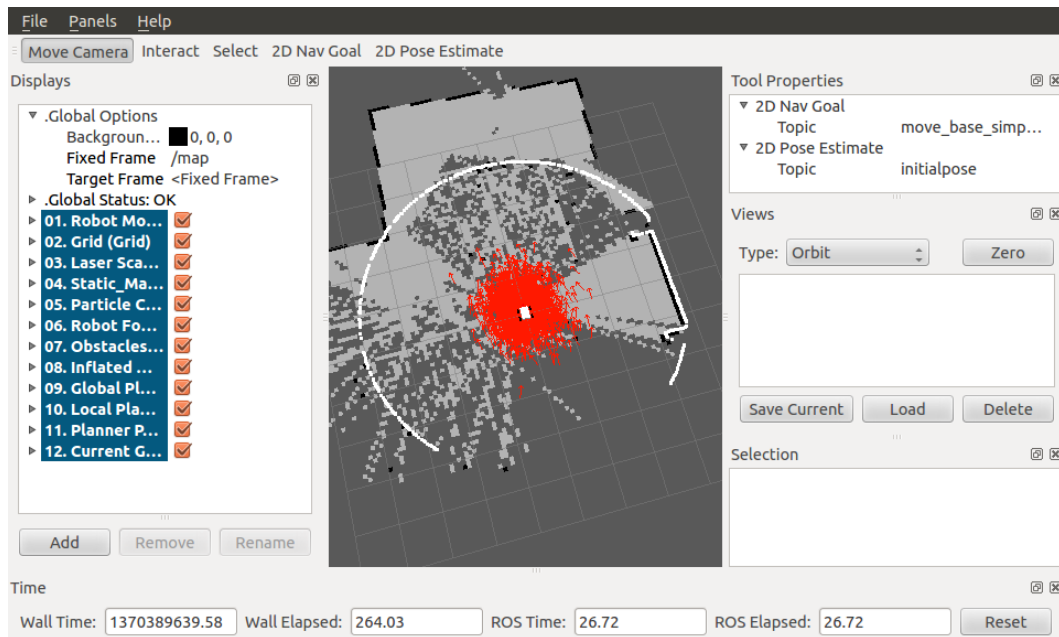 File Panels Help
Move Camera Interact Select 2D Nav Goal 2D Pose Estimate
Displays
.Global Options
Backgroun... 0, 0, 0
Fixed Frame /map
Target Frame <Fixed Frame>
.Global Status: OK
01. Robot Mo...
02. Grid (Grid)
03. Laser Sca...
04. Static_Ma...
05. Particle C...
06. Robot Fo...
07. Obstacles...
08. Inflated ...
09. Global Pl...
10. Local Pla...
11. Planner P...
12. Current G...
Add Remove Rename
Tool Properties
2D Nav Goal
Topic move_base_simp...
2D Pose Estimate
Topic initialpose
Views
Type: Orbit Zero
Save Current Load Delete
Selection
Time
Wall Time: 1370389639.58 Wall Elapsed: 264.03 ROS Time: 26.72 ROS Elapsed: 26.72 Reset